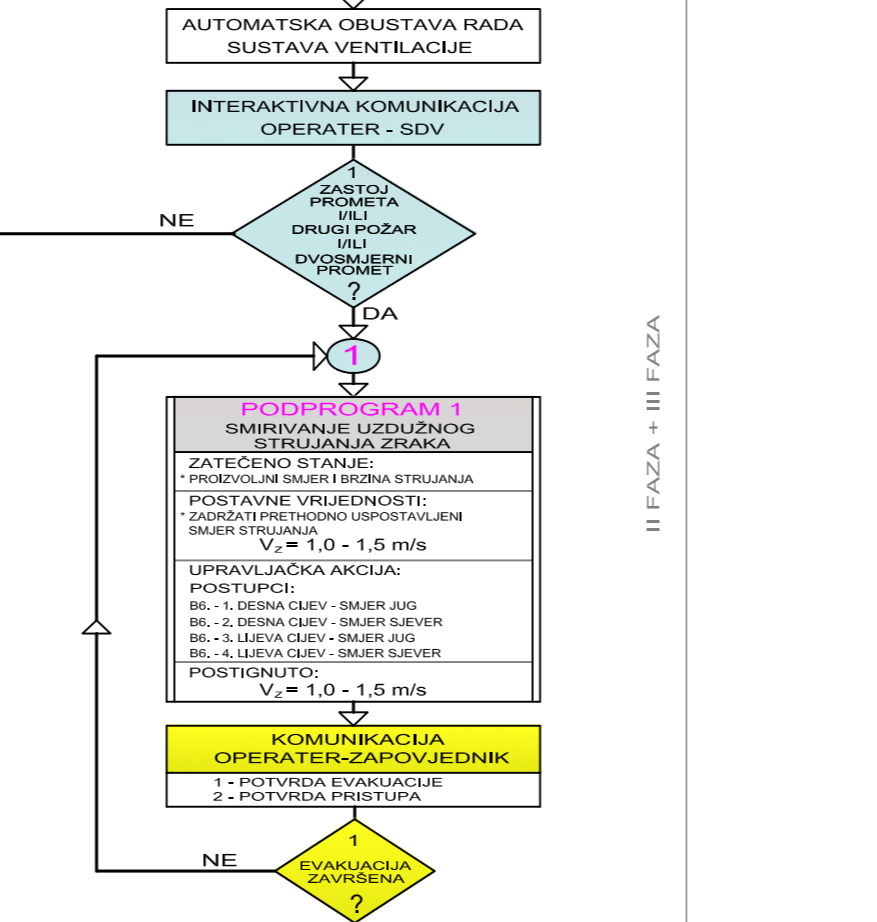 AUTOMATSKA OBUSTAVA RADA
SUSTAVA VENTILACIJE
INTERAKTIVNA KOMUNIKACIJA
OPERATER - SDV
1
ZASTOJ
PROMETA
I/ILI
DRUGI POŽAR
I/ILI
DVOSMJERNI
PROMET
?
NE
DA
1
PODPROGRAM 1
SMIRIVANJE UZDUŽNOG
STRUJANJA ZRAKA
ZATEČENO STANJE:
* PROIZVOLJNI SMJER I BRZINA STRUJANJA
POSTAVNE VRIJEDNOSTI:
* ZADRŽATI PRETHODNO USPOSTAVLJENI
SMJER STRUJANJA
Vz = 1,0 - 1,5 m/s
UPRAVLJAČKA AKCIJA:
POSTUPCI:
B6. - 1. DESNA CIJEV - SMJER JUG
B6. - 2. DESNA CIJEV - SMJER SJEVER
B6. - 3. LIJEVA CIJEV - SMJER JUG
B6. - 4. LIJEVA CIJEV - SMJER SJEVER
POSTIGNUTO:
Vz = 1,0 - 1,5 m/s
KOMUNIKACIJA
OPERATER-ZAPOVJEDNIK
1 - POTVRDA EVAKUACIJE
2 - POTVRDA PRISTUPA
1
EVAKUACIJA
ZAVRŠENA
?
NE
II FAZA + III FAZA